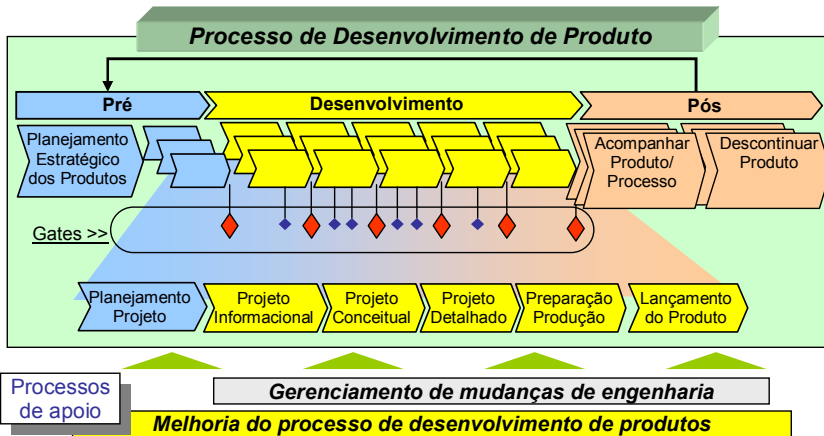 Processo de Desenvolvimento de Produto
Pré
Desenvolvimento
Pós
Planejamento
Estratégico
dos Produtos
Acompanhar
Produto/
Processo
Descontinuar
Produto
Gates >>
Planejamento
Projeto
Projeto
Informacional
Projeto
Conceitual
Projeto
Detalhado
Preparação
Produção
Lançamento
do Produto
Processos
de apoio
Gerenciamento de mudanças de engenharia
Melhoria do processo de desenvolvimento de produtos